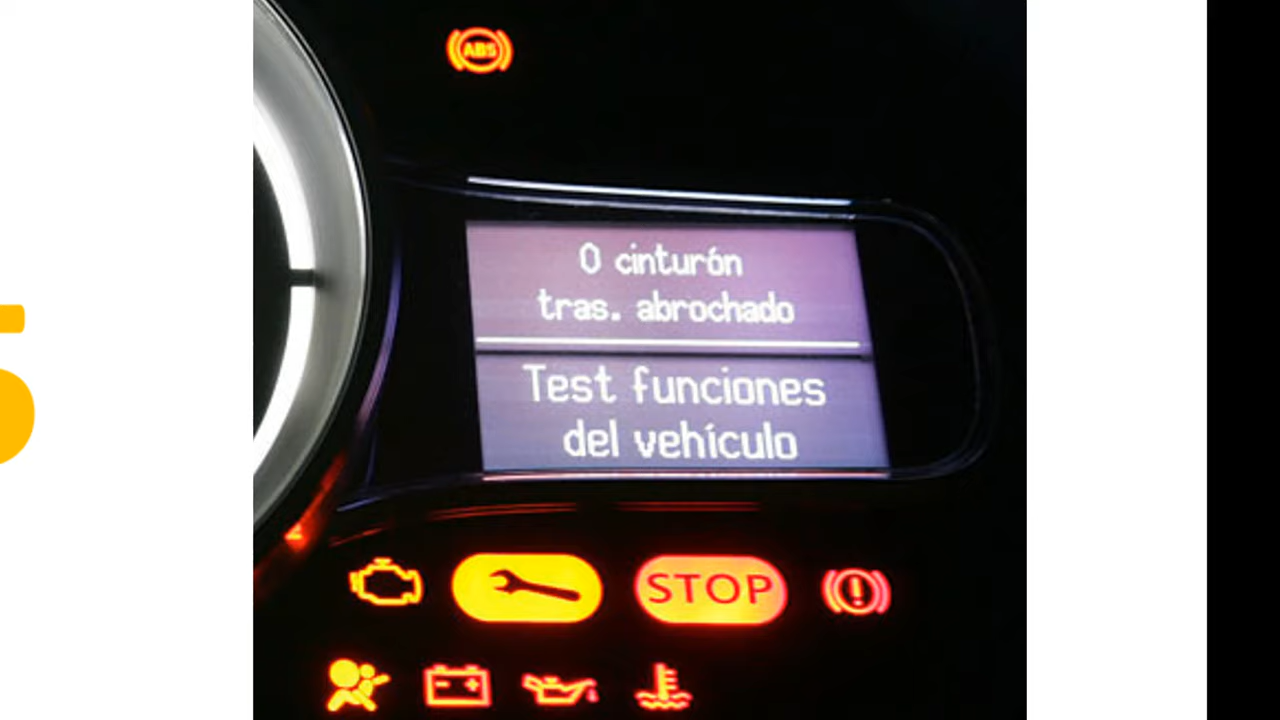 ABS
0 cinturón
tras. abrochado
Test funciones
del vehículo
STOP